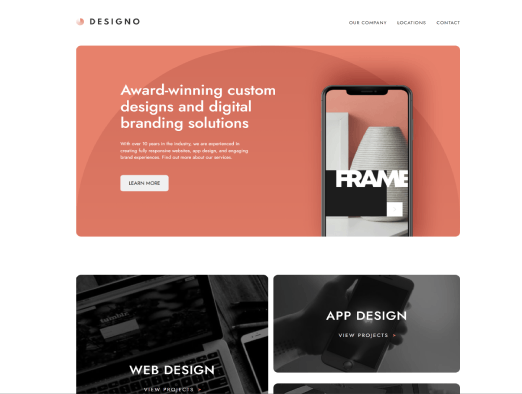 DESIGNO
OUR COMPANY LOCATIONS CONTACT
Award-winning custom
designs and digital
branding solutions
With over 10 years in the industry, we are experienced in
creating fully responsive websites, app design, and engaging
brand experiences. Find out more about our services.
LEARN MORE
FRAME
APP DESIGN
VIEW PROJECTS >
WEB DESIGN
VIEW PROJECTS >